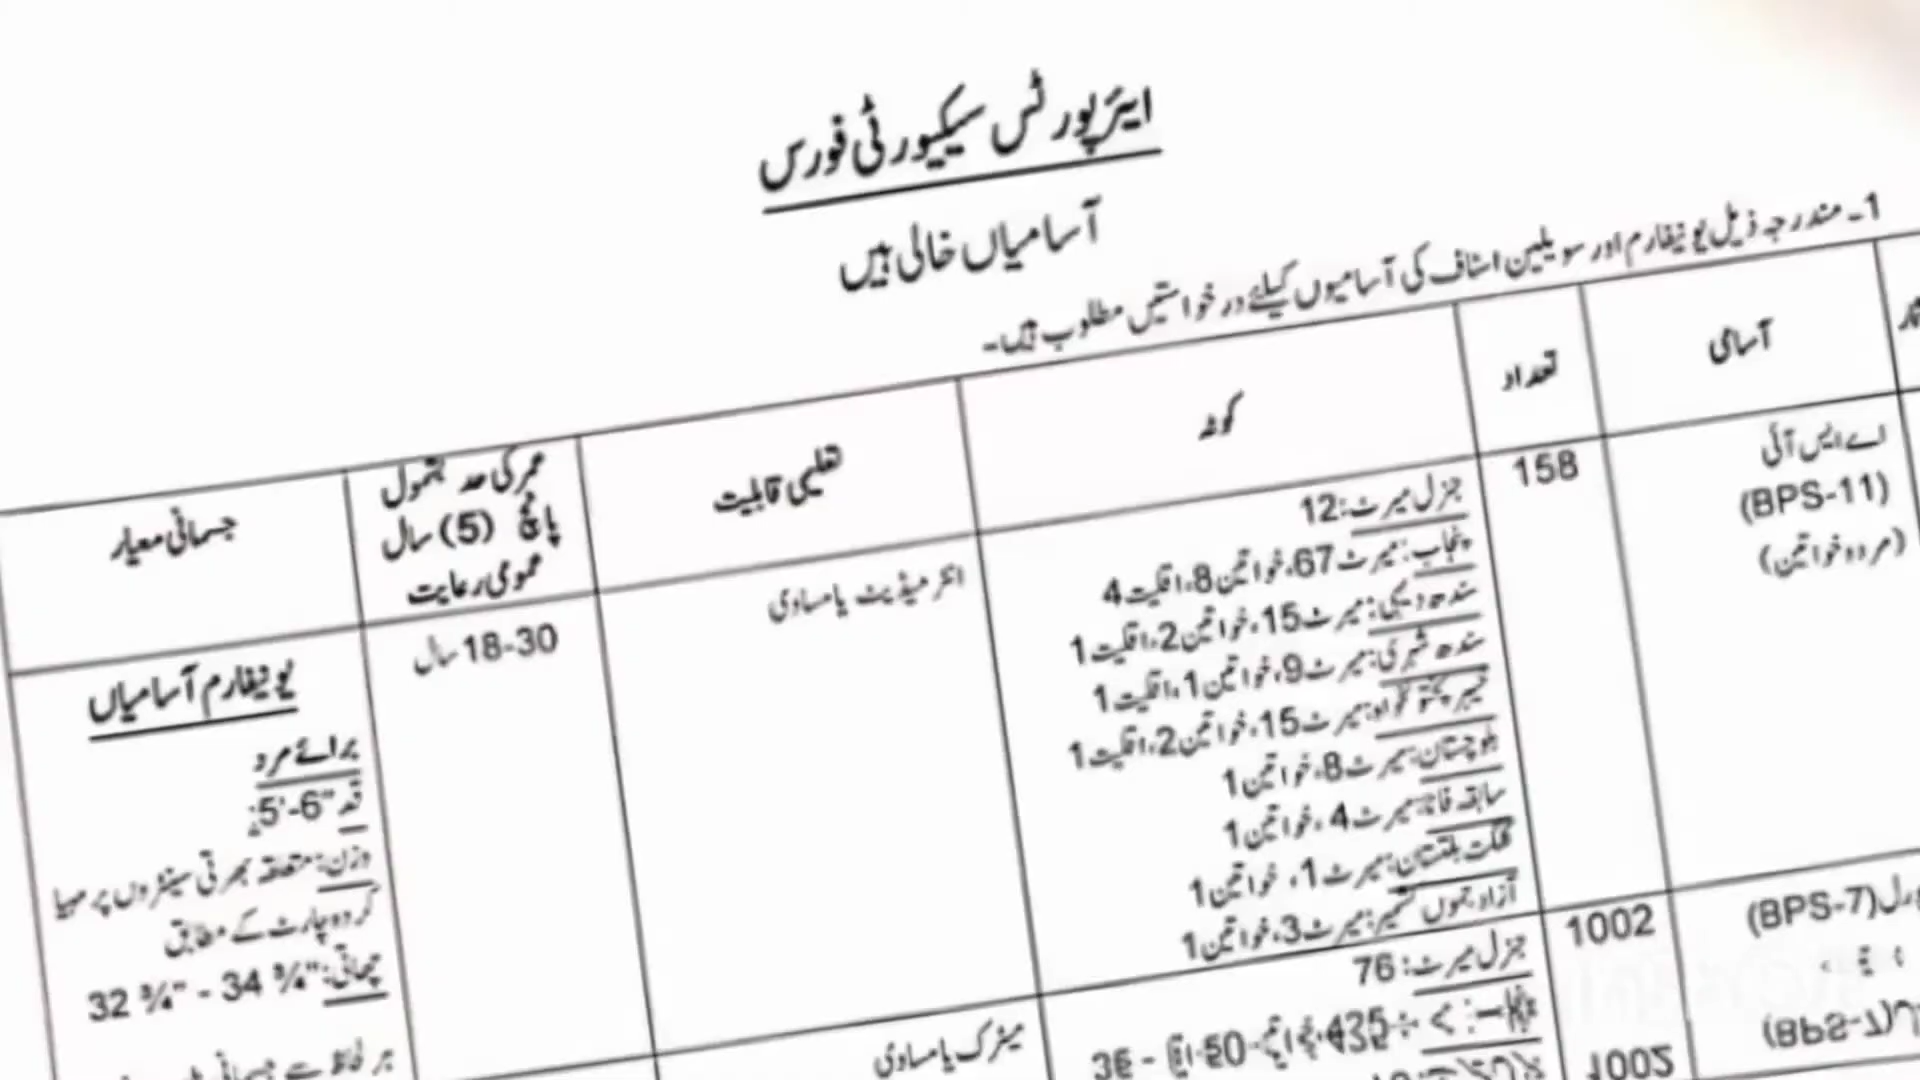 ایئرپورٹس سیکیورٹی فورس
آسامیاں خالی ہیں
1۔ مندرجہ ذیل یونیفارم اور سویلین اسٹاف کی آسامیوں کیلئے درخواستیں مطلوب ہیں۔
آسامی
تعداد
کوٹہ
تعلیمی قابلیت
عمر کی حد بشمول
پانچ (5) سال
عمومی رعایت
جسمانی معیار
اے ایس آئی
(BPS-11)
(مرد و خواتین)
158
جنرل میرٹ: 12
پنجاب: میرٹ 67، خواتین 8، اقلیت 4
سندھ دیہی: میرٹ 15، خواتین 2، اقلیت 1
سندھ شہری: میرٹ 9، خواتین 1، اقلیت 1
خیبر پختونخواہ: میرٹ 15، خواتین 2، اقلیت 1
بلوچستان: میرٹ 8، خواتین 1
سابقہ فاٹا: میرٹ 4، خواتین 1
گلگت بلتستان: میرٹ 1، خواتین 1
آزاد جموں کشمیر: میرٹ 3، خواتین 1
انٹرمیڈیٹ یا مساوی
18-30 سال
یونیفارم آسامیاں
برائے مرد
قد "6-'5:
وزن: متعلقہ بھرتی سینٹروں پر مہیا
کردہ چارٹ کے مطابق
چھاتی: "¾ 34 - "¾ 32
(BPS-7)
1002
جنرل میرٹ: 76
میٹرک یا مساوی